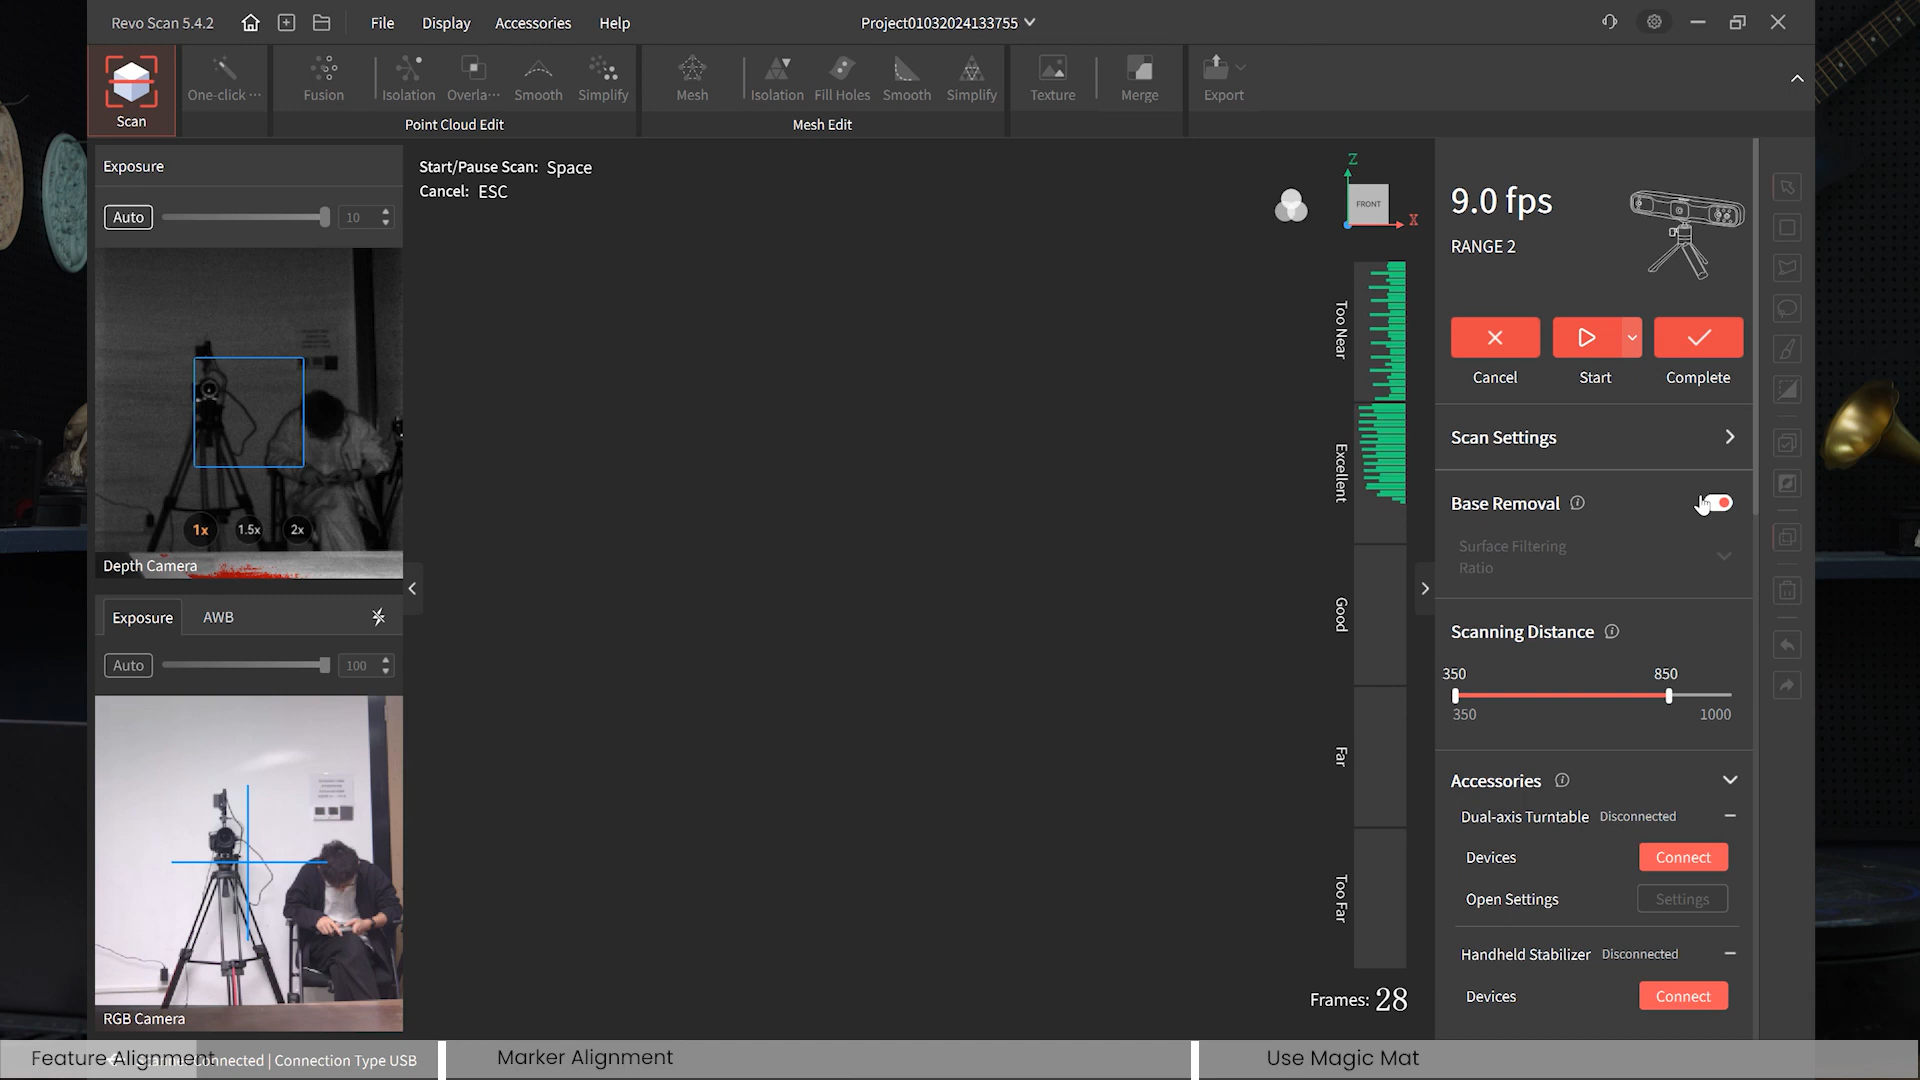 Revo Scan 5.4.2
File
Display
Accessories
Help
Project01032024133755
Scan
One-click ···
Fusion
Isolation
Overla···
Smooth
Simplify
Point Cloud Edit
Mesh
Isolation
Fill Holes
Smooth
Simplify
Mesh Edit
Texture
Merge
Export
Exposure
Auto
10
1x
1.5x
2x
Depth Camera
Exposure
AWB
Auto
100
RGB Camera
Start/Pause Scan: Space
Cancel: ESC
Z
FRONT
X
Too Near
Excellent
Good
Far
Too Far
Frames: 28
9.0 fps
RANGE 2
Cancel
Start
Complete
Scan Settings
Base Removal
Surface Filtering
Ratio
Scanning Distance
350
850
350
1000
Accessories
Dual-axis Turntable Disconnected
Devices
Connect
Open Settings
Settings
Handheld Stabilizer Disconnected
Devices
Connect
Feature Alignment
Connected | Connection Type USB
Marker Alignment
Use Magic Mat